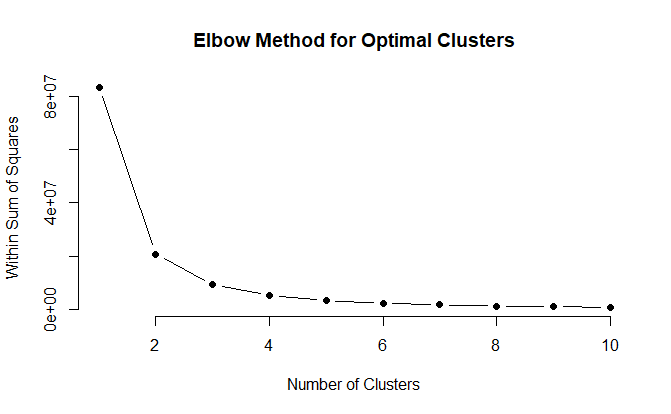 Elbow Method for Optimal Clusters
Within Sum of Squares
8e+07
4e+07
0e+00
2 4 6 8 10
Number of Clusters